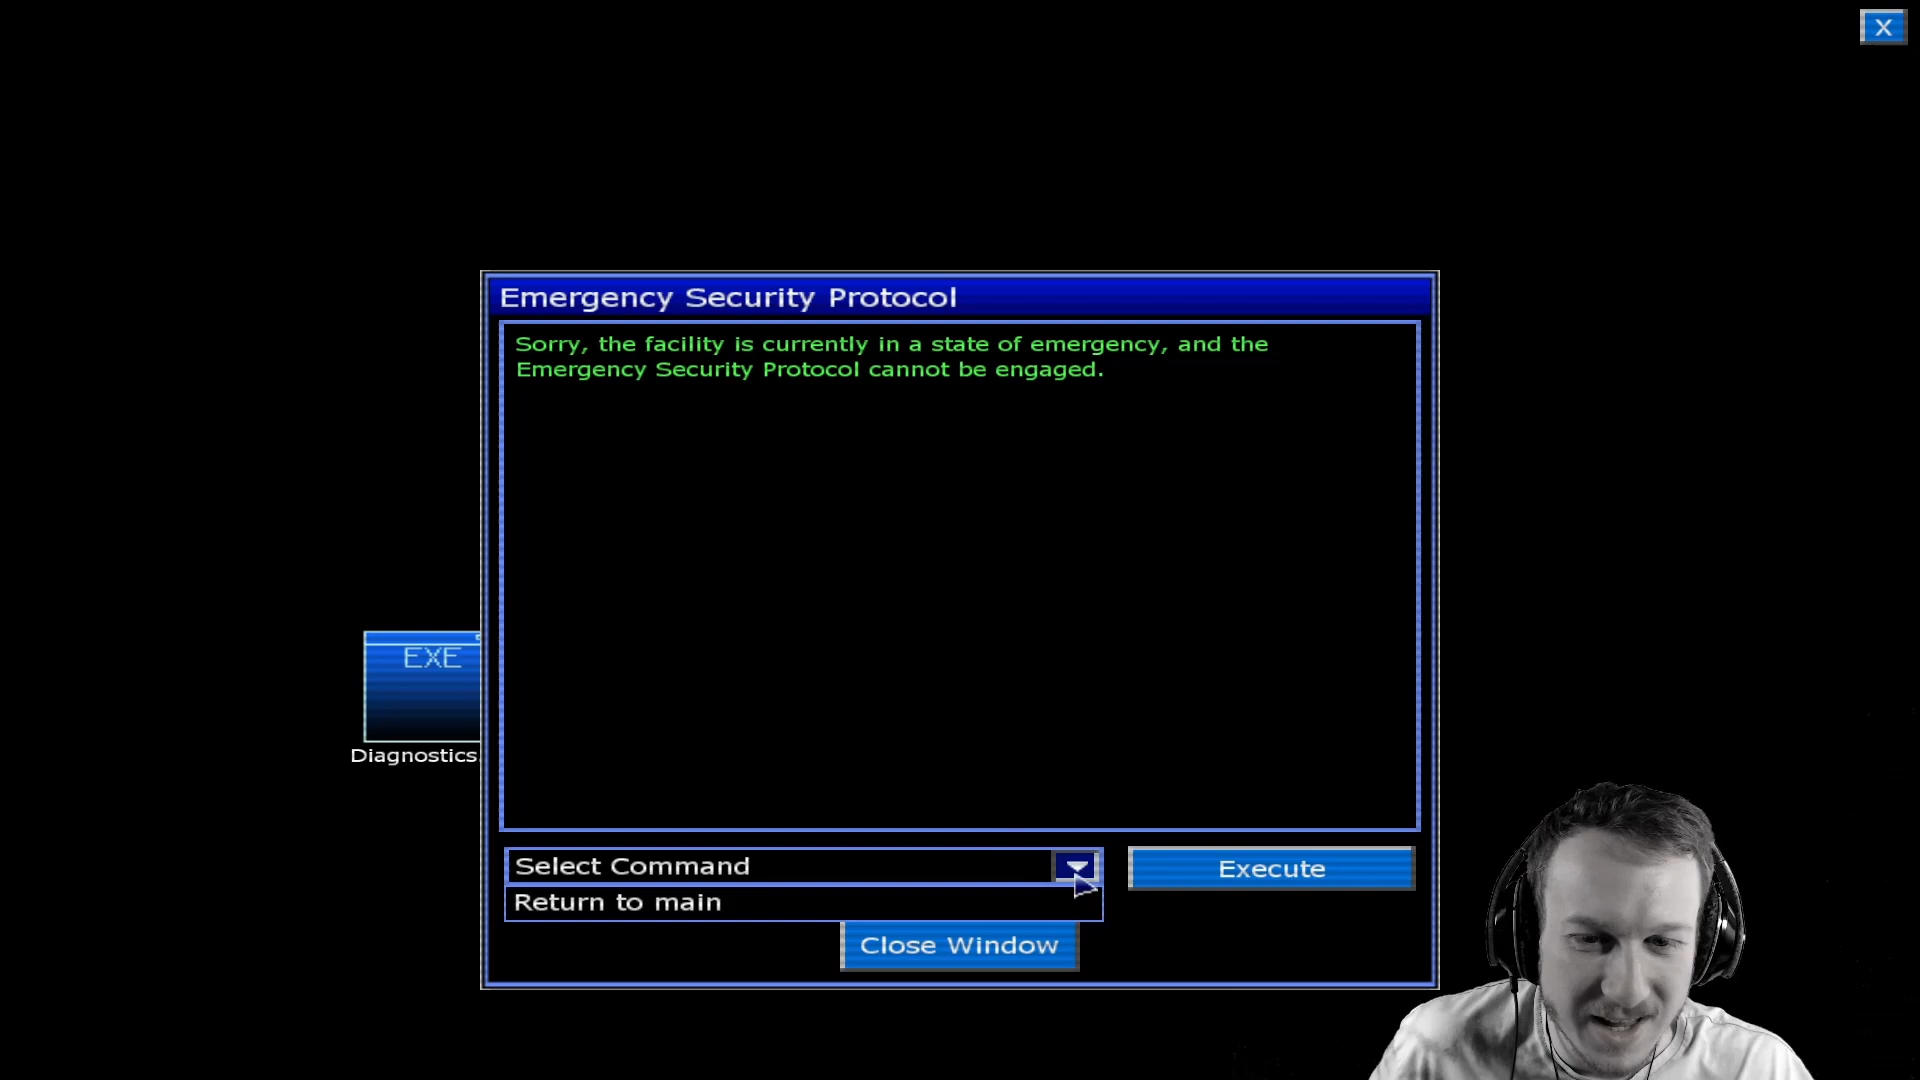 X
Emergency Security Protocol
Sorry, the facility is currently in a state of emergency, and the
Emergency Security Protocol cannot be engaged.
EXE
Diagnostics.
Select Command
Execute
Return to main
Close Window